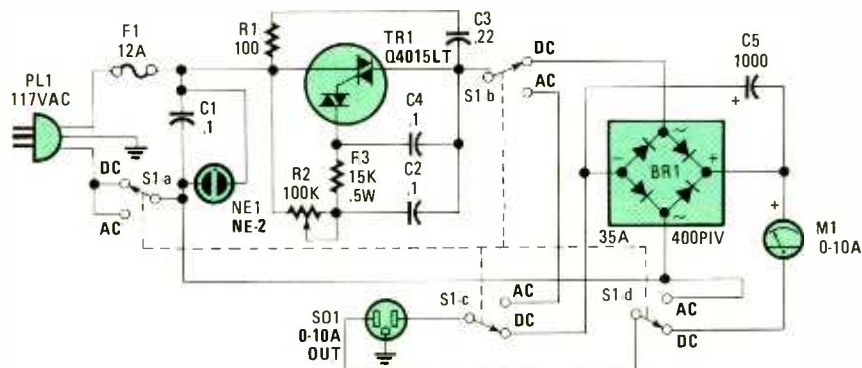 F1
12A
PL1
117VAC
R1
100
TR1
Q4015LT
C3
.22
DC
S1b
AC
C5
1000
+
C1
.1
C4
.1
DC
S1a
AC
NE1
NE-2
R2
100K
F3
15K
.5W
C2
.1
~
-
BR1
+
~
35A
400PIV
+
M1
0-10A
SO1
0-10A
OUT
S1-c
AC
DC
S1-d
AC
DC